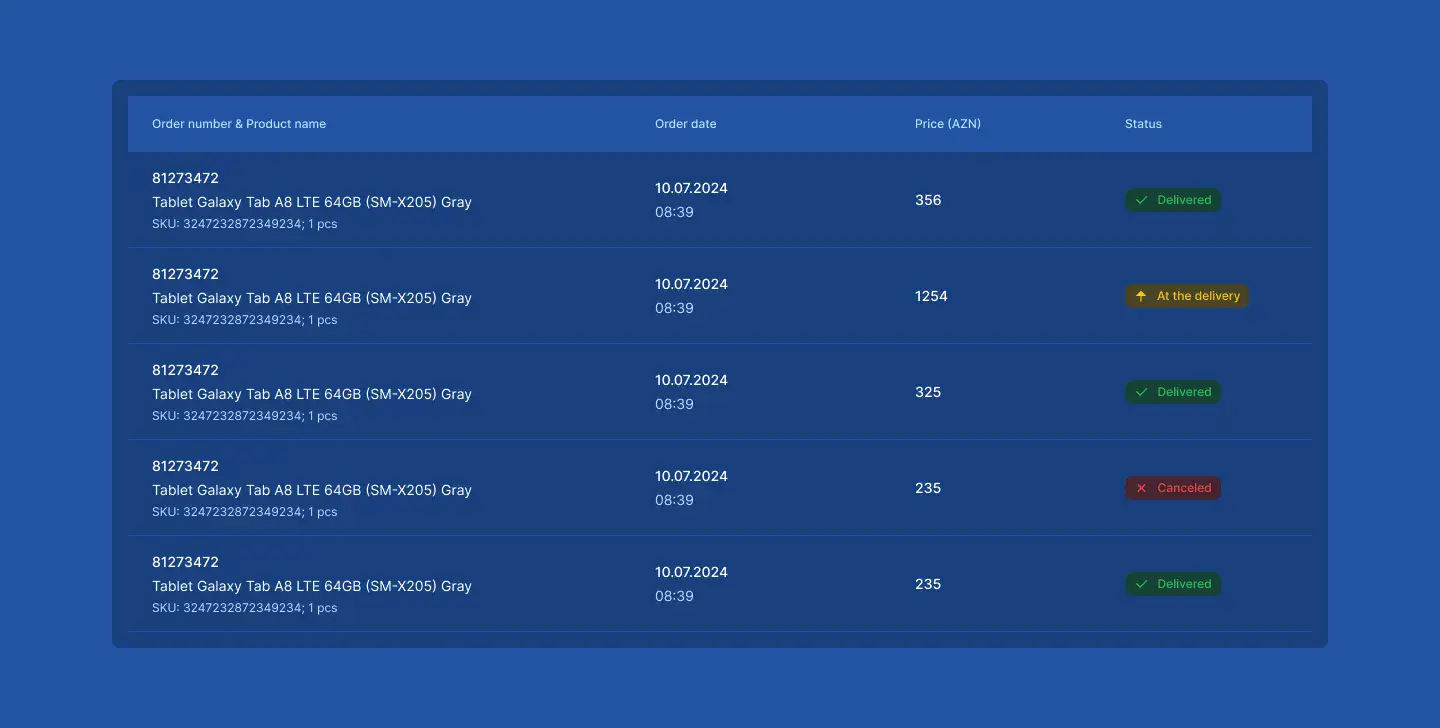 Order number & Product name Order date Price (AZN) Status
81273472
Tablet Galaxy Tab A8 LTE 64GB (SM-X205) Gray
SKU: 3247232872349234; 1 pcs
10.07.2024
08:39
356
Delivered
81273472
Tablet Galaxy Tab A8 LTE 64GB (SM-X205) Gray
SKU: 3247232872349234; 1 pcs
10.07.2024
08:39
1254
At the delivery
81273472
Tablet Galaxy Tab A8 LTE 64GB (SM-X205) Gray
SKU: 3247232872349234; 1 pcs
10.07.2024
08:39
325
Delivered
81273472
Tablet Galaxy Tab A8 LTE 64GB (SM-X205) Gray
SKU: 3247232872349234; 1 pcs
10.07.2024
08:39
235
Canceled
81273472
Tablet Galaxy Tab A8 LTE 64GB (SM-X205) Gray
SKU: 3247232872349234; 1 pcs
10.07.2024
08:39
235
Delivered